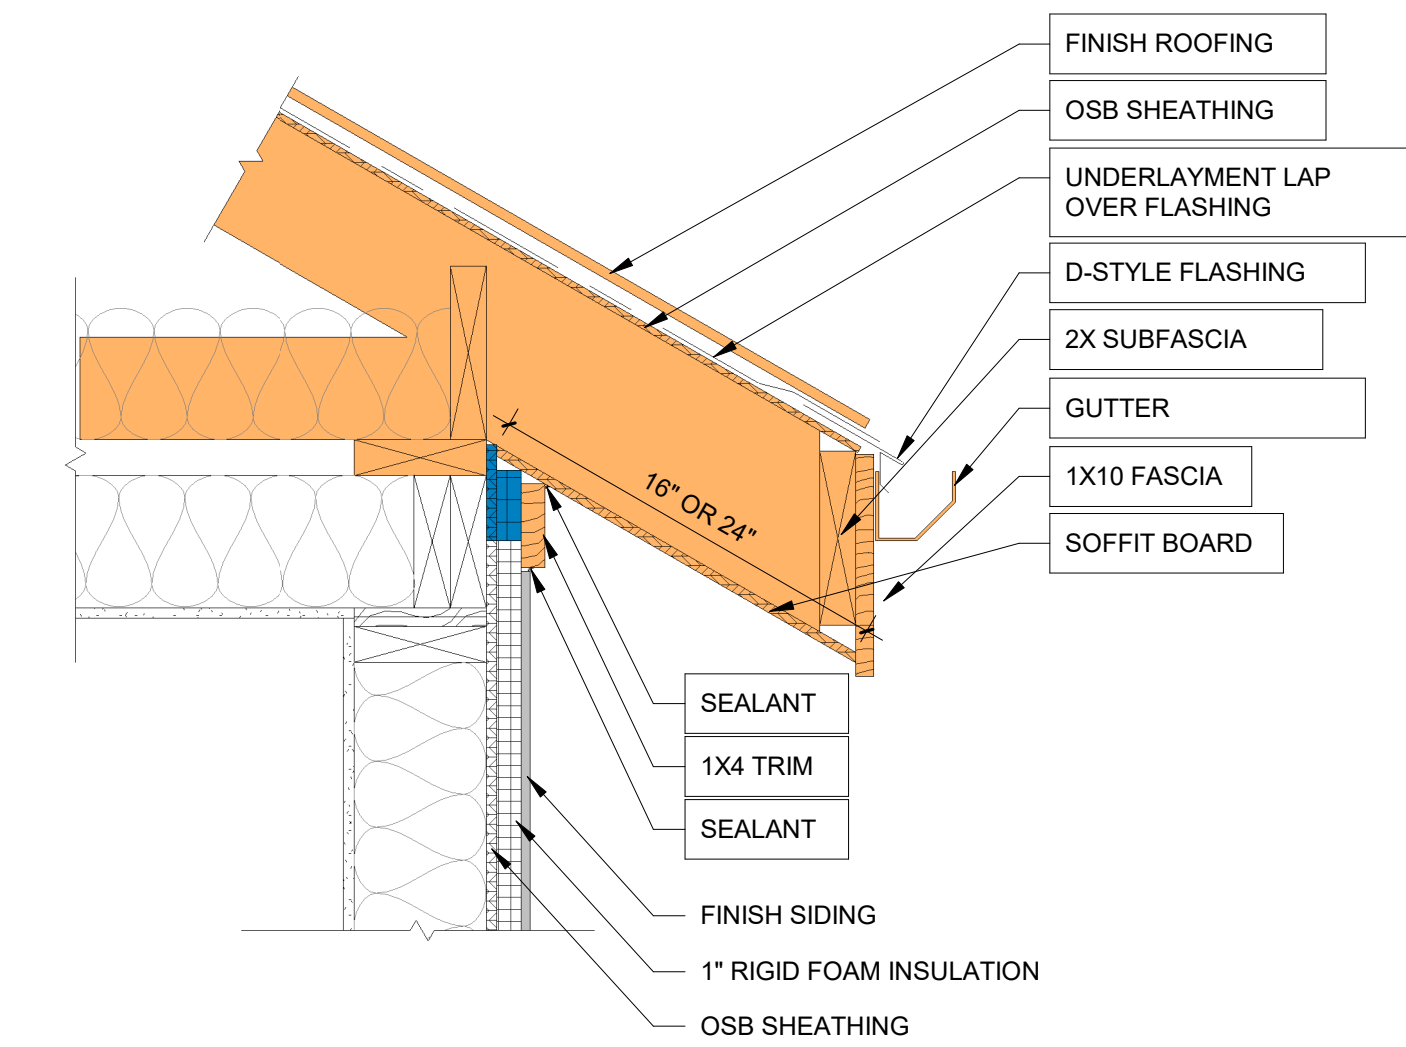 FINISH ROOFING
OSB SHEATHING
UNDERLAYMENT LAP
OVER FLASHING
D-STYLE FLASHING
2X SUBFASCIA
GUTTER
1X10 FASCIA
SOFFIT BOARD
16" OR 24"
SEALANT
1X4 TRIM
SEALANT
FINISH SIDING
1" RIGID FOAM INSULATION
OSB SHEATHING